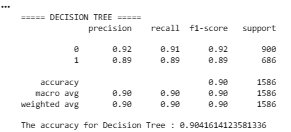 ===== DECISION TREE =====
precision recall f1-score support
0 0.92 0.91 0.92 900
1 0.89 0.89 0.89 686
accuracy 0.90 1586
macro avg 0.90 0.90 0.90 1586
weighted avg 0.90 0.90 0.90 1586
The accuracy for Decision Tree : 0.9041614123581336